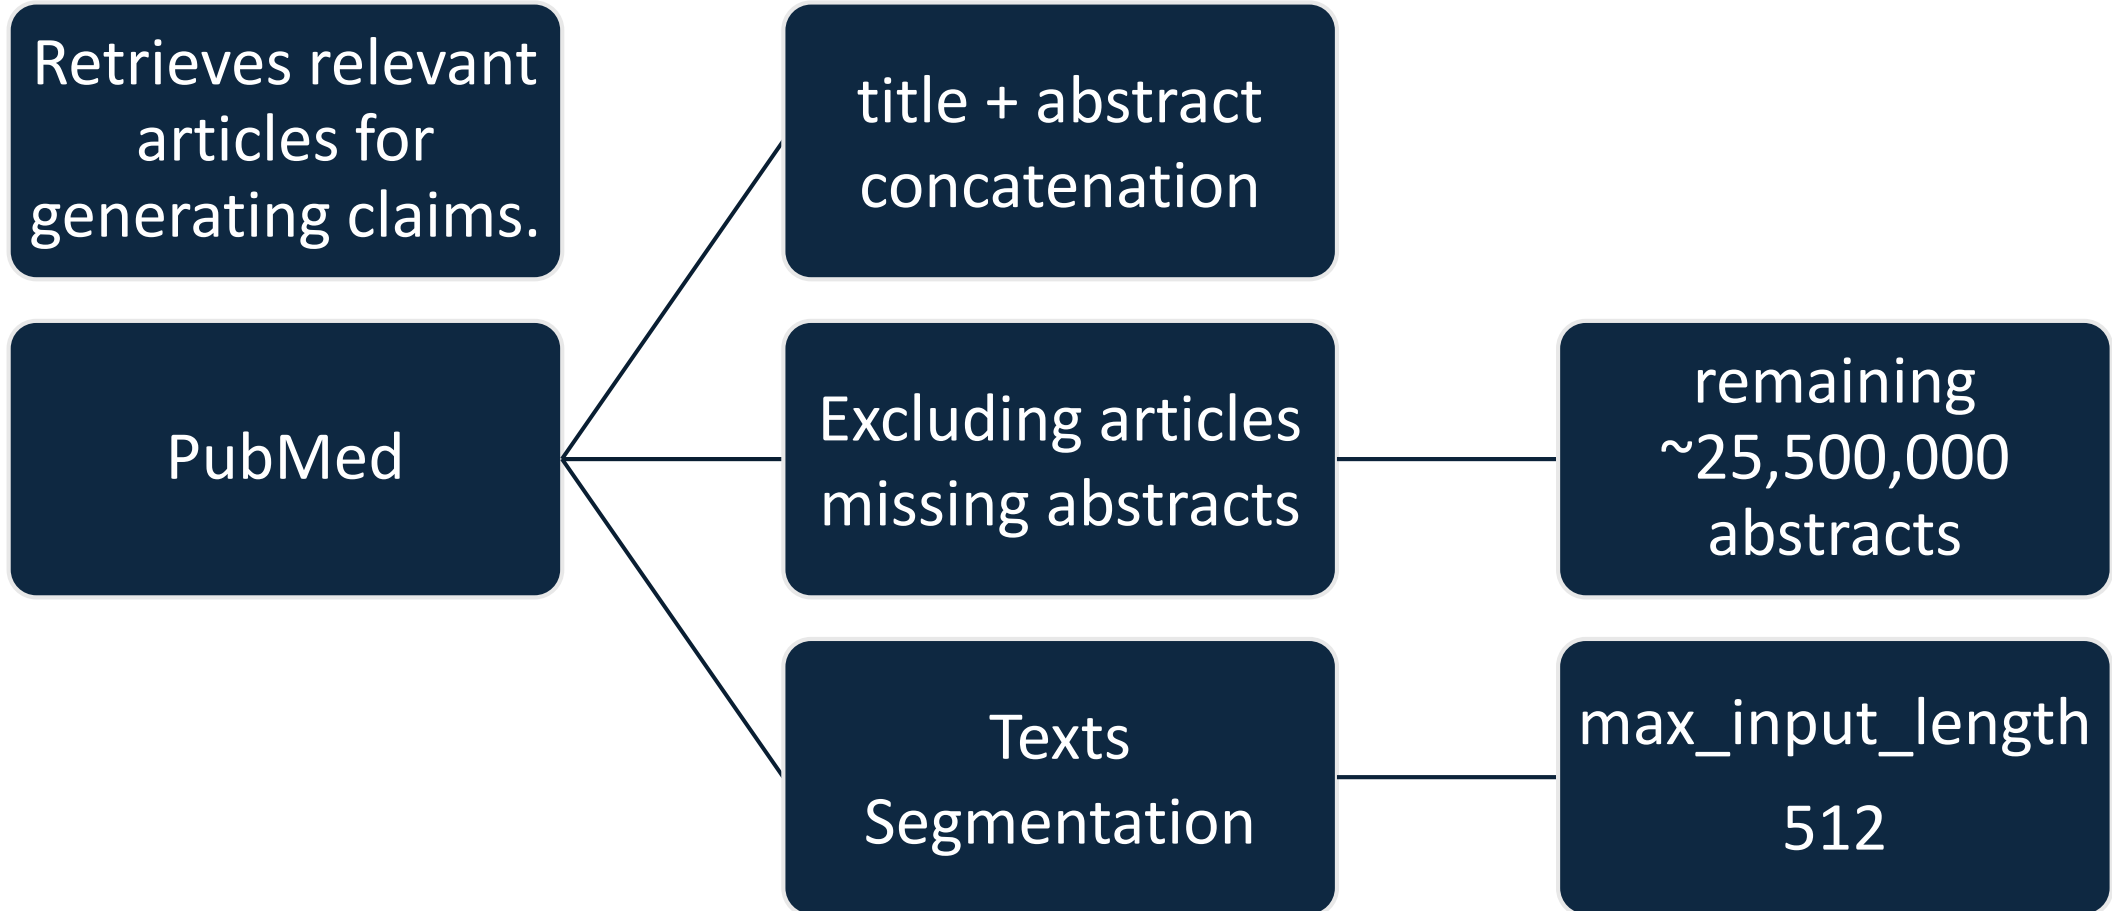 Retrieves relevant
articles for
generating claims.
title + abstract
concatenation
PubMed
Excluding articles
missing abstracts
remaining
~25,500,000
abstracts
Texts
Segmentation
max_input_length
512